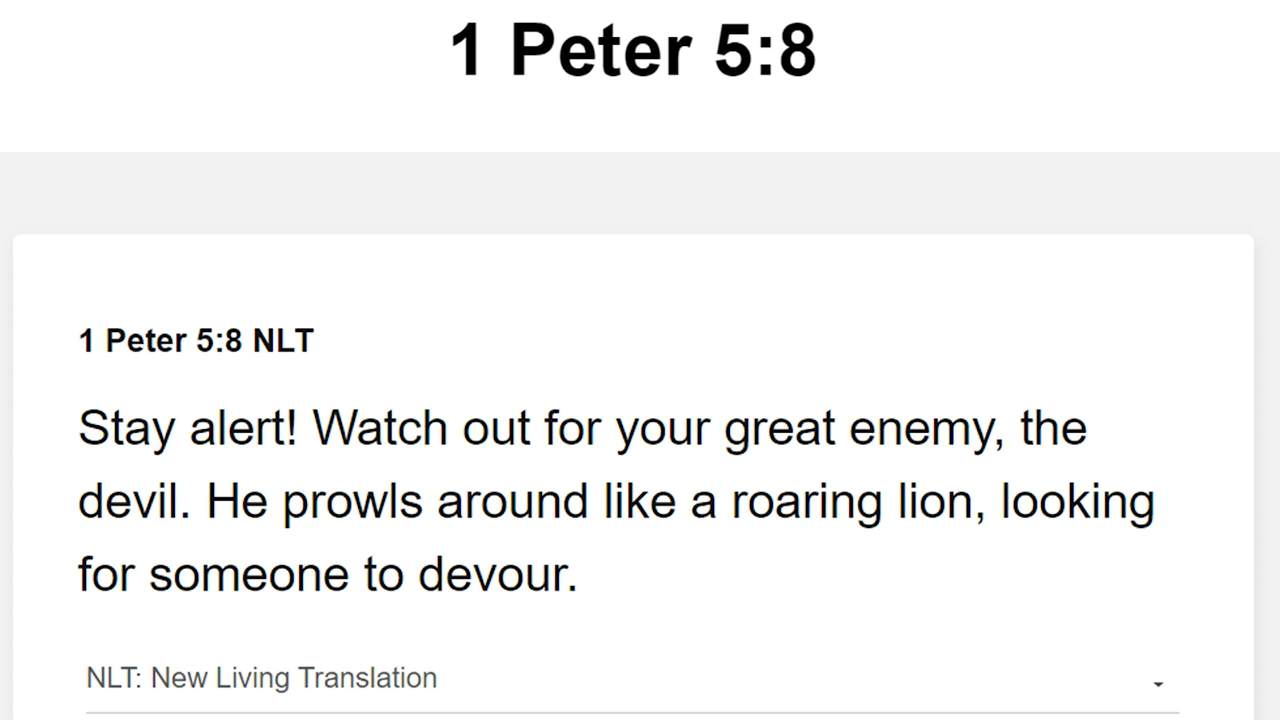 1 Peter 5:8
1 Peter 5:8 NLT
Stay alert! Watch out for your great enemy, the
devil. He prowls around like a roaring lion, looking
for someone to devour.
NLT: New Living Translation